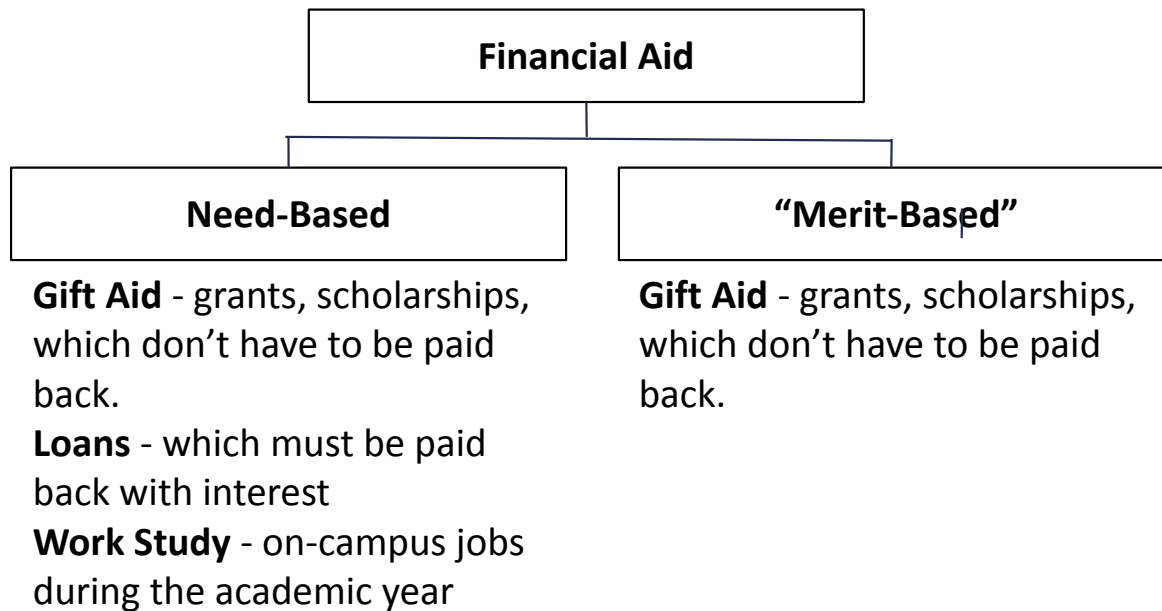 Financial Aid
Need-Based
“Merit-Based”
Gift Aid - grants, scholarships,
which don’t have to be paid
back.
Loans - which must be paid
back with interest
Work Study - on-campus jobs
during the academic year
Gift Aid - grants, scholarships,
which don’t have to be paid
back.